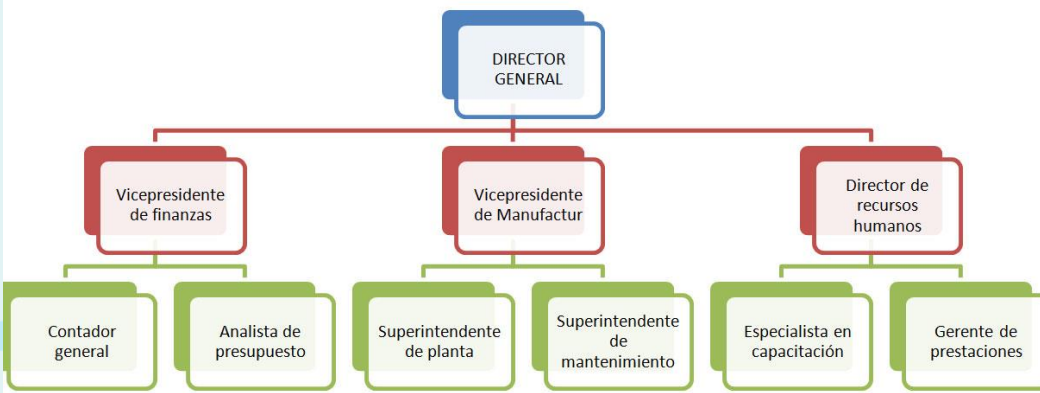 DIRECTOR
GENERAL
Vicepresidente
de finanzas
Vicepresidente
de Manufactur
Director de
recursos
humanos
Contador
general
Analista de
presupuesto
Superintendente
de planta
Superintendente
de
mantenimiento
Especialista en
capacitación
Gerente de
prestaciones